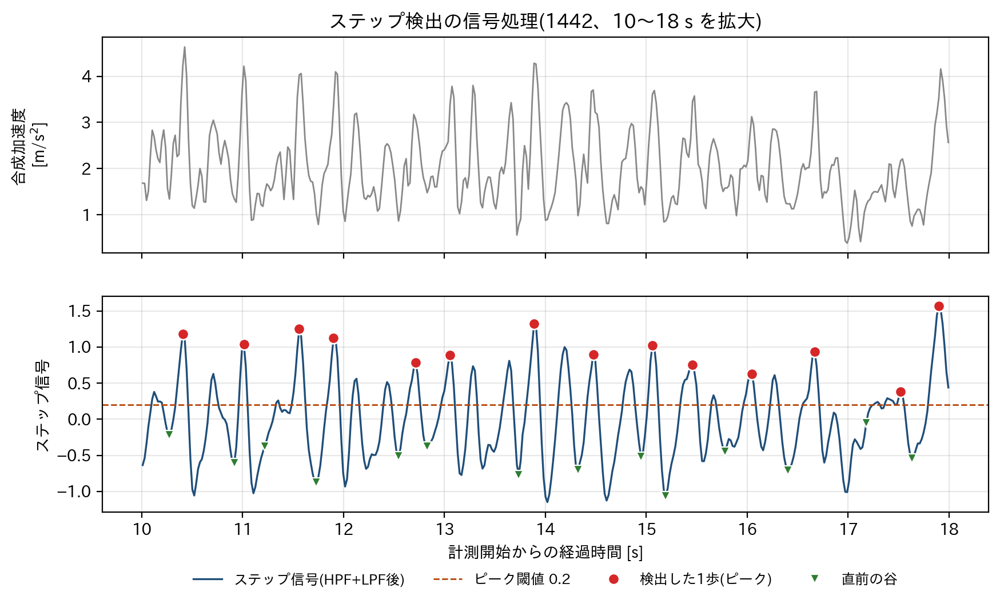 ステップ検出の信号処理(1442、10～18 s を拡大)
合成加速度
[m/s²]
4
3
2
1
ステップ信号
1.5
1.0
0.5
0.0
−0.5
−1.0
10 11 12 13 14 15 16 17 18
計測開始からの経過時間 [s]
ステップ信号(HPF+LPF後) ピーク閾値 0.2 検出した1歩(ピーク) 直前の谷